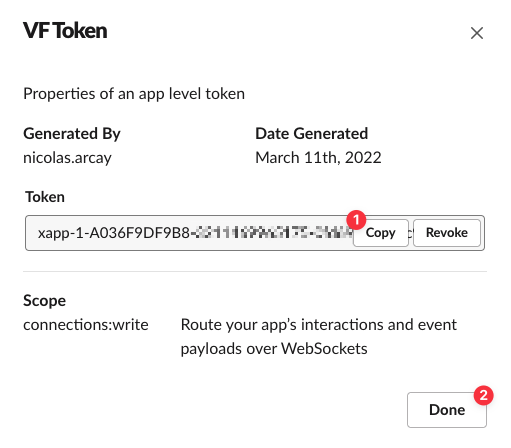 VF Token
Properties of an app level token
Generated By
Date Generated
nicolas.arcay
March 11th, 2022
Token
1
xapp-1-A036F9DF9B8-
Copy
Revoke
Scope
connections:write
Route your app's interactions and event
payloads over WebSockets
2
Done